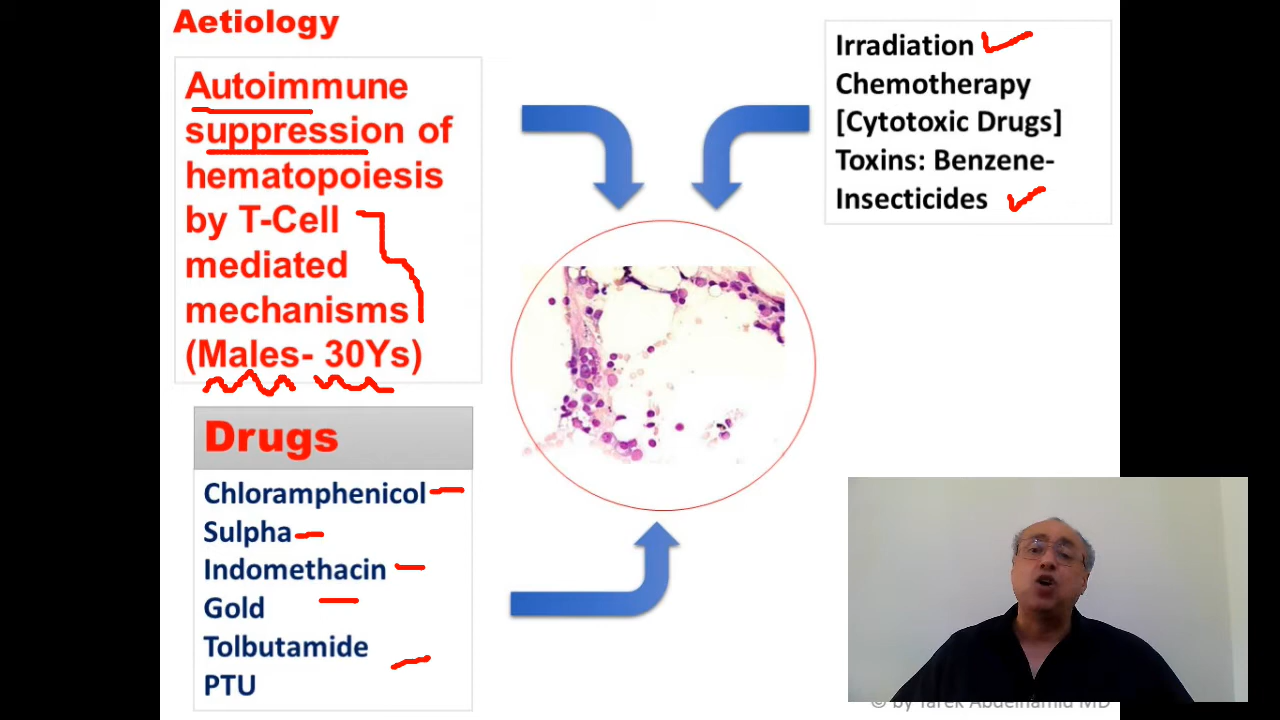 Aetiology
Autoimmune
suppression of
hematopoiesis
by T-Cell
mediated
mechanisms
(Males- 30Ys)
Drugs
Chloramphenicol
Sulpha
Indomethacin
Gold
Tolbutamide
PTU
Irradiation
Chemotherapy
[Cytotoxic Drugs]
Toxins: Benzene-
Insecticides
© by Tarek Abdelhamid MD